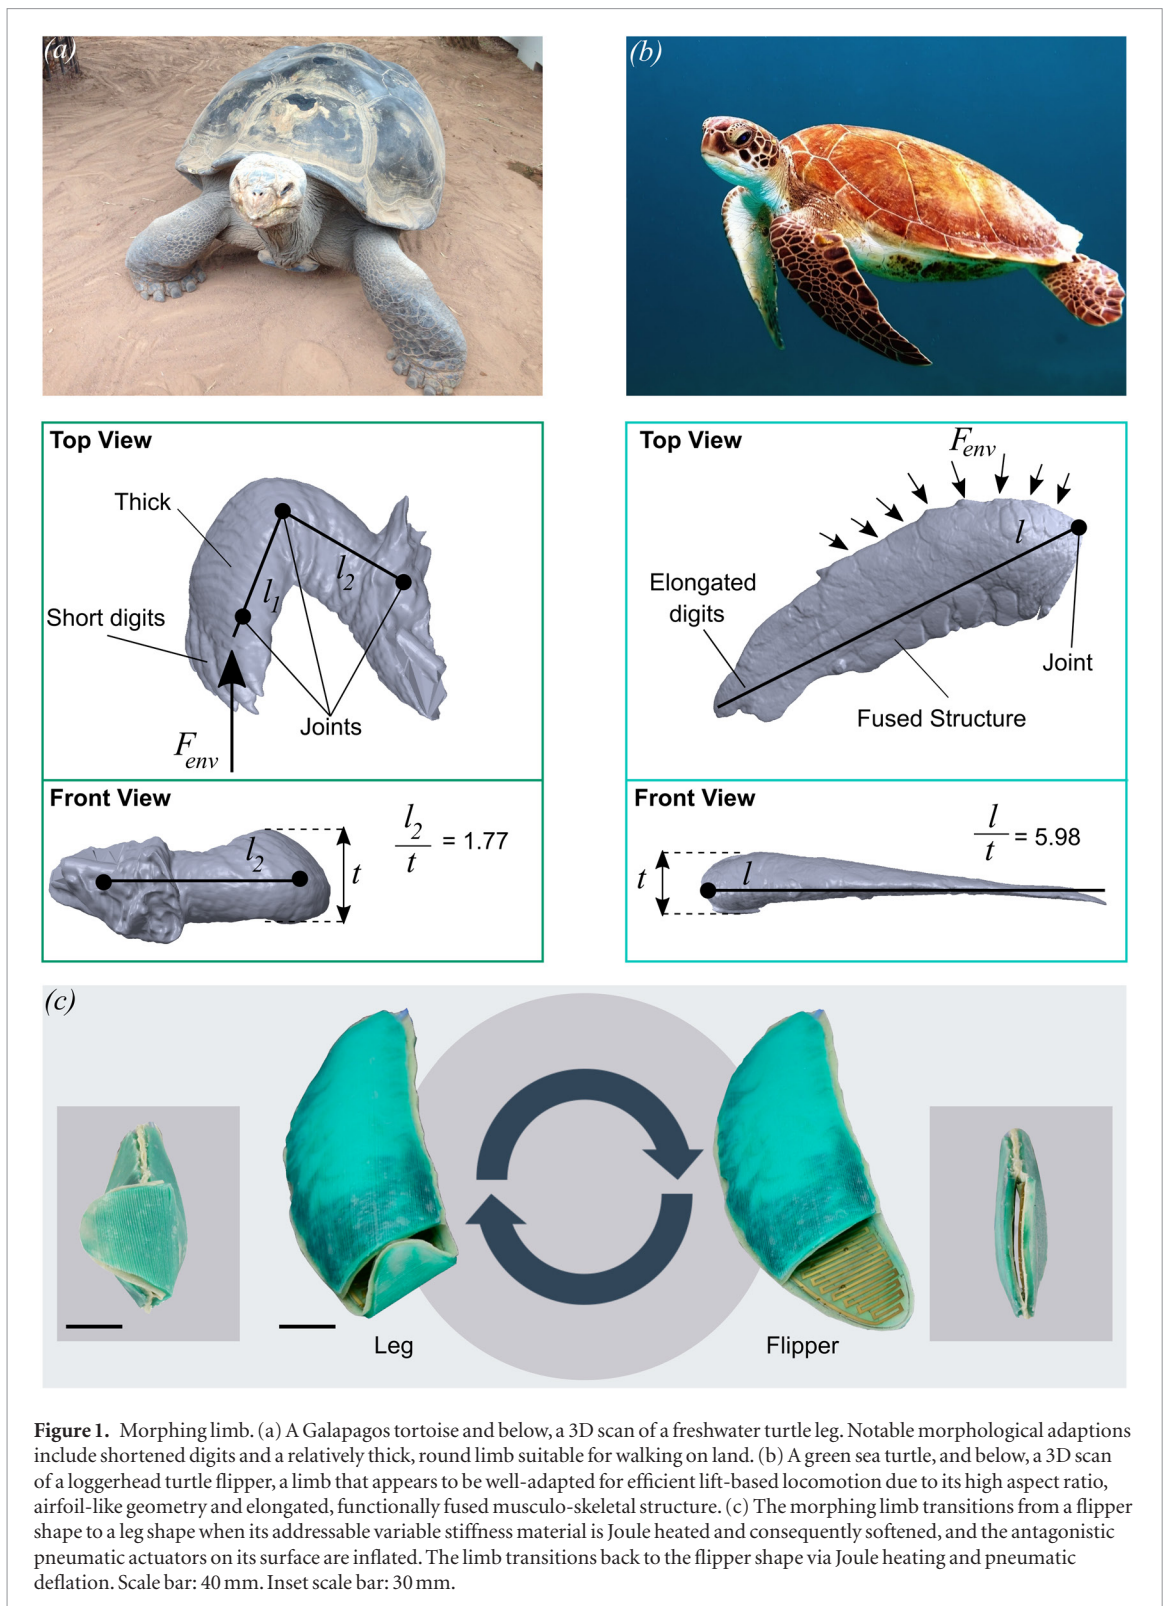 (a)
(b)
Top View
Thick
l1
l2
Short digits
Joints
Fenv
Front View
l2
t
l2/t = 1.77
Top View
Fenv
l
Elongated
digits
Joint
Fused Structure
Front View
t
l
l/t = 5.98
(c)
Leg
Flipper
Figure 1. Morphing limb. (a) A Galapagos tortoise and below, a 3D scan of a freshwater turtle leg. Notable morphological adaptions
include shortened digits and a relatively thick, round limb suitable for walking on land. (b) A green sea turtle, and below, a 3D scan
of a loggerhead turtle flipper, a limb that appears to be well-adapted for efficient lift-based locomotion due to its high aspect ratio,
airfoil-like geometry and elongated, functionally fused musculo-skeletal structure. (c) The morphing limb transitions from a flipper
shape to a leg shape when its addressable variable stiffness material is Joule heated and consequently softened, and the antagonistic
pneumatic actuators on its surface are inflated. The limb transitions back to the flipper shape via Joule heating and pneumatic
deflation. Scale bar: 40 mm. Inset scale bar: 30 mm.